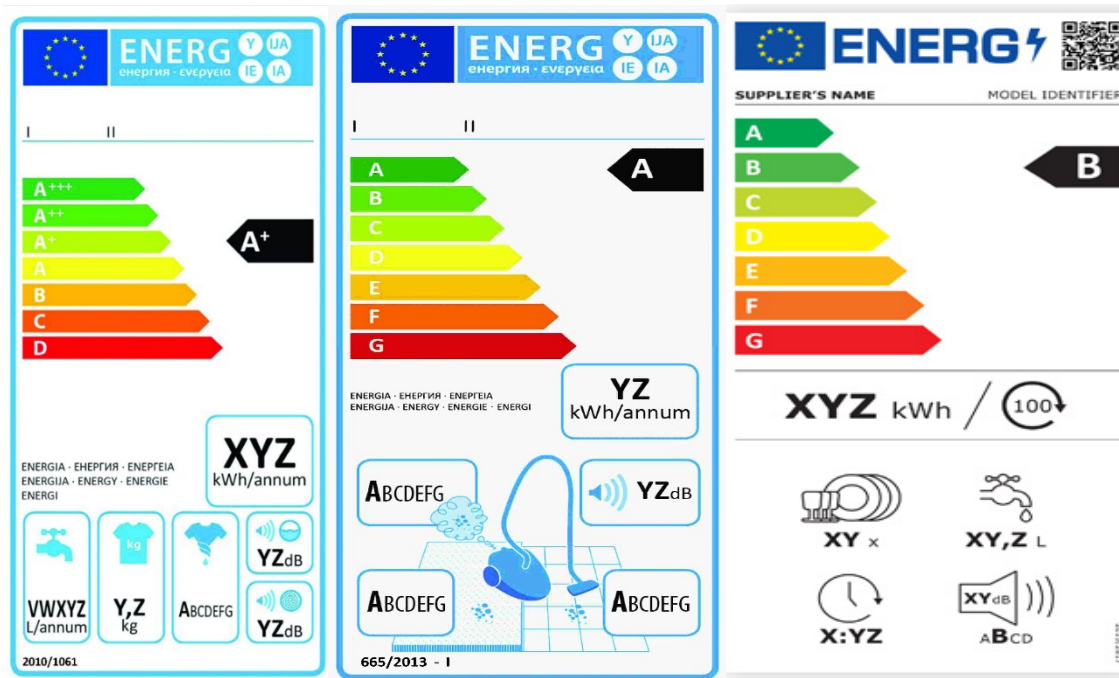 ENERG Y IJA
енергия · ενεργεια IE IA
I II
A+++
A++
A+
A+
A
B
C
D
XYZ
kWh/annum
ENERGIA · ЕНЕРГИЯ · ΕΝΕΡΓΕΙΑ
ENERGIJA · ENERGY · ENERGIE
ENERGI
kg
VWXYZ
L/annum
Y,Z
kg
ABCDEFG
YZdB
YZdB
2010/1061
ENERG Y IJA
енергия · ενεργεια IE IA
I II
A
A
B
C
D
E
F
G
YZ
kWh/annum
ENERGIA · ЕНЕРГИЯ · ΕΝΕΡΓΕΙΑ
ENERGIJA · ENERGY · ENERGIE · ENERGI
ABCDEFG
YZdB
ABCDEFG
ABCDEFG
665/2013 - I
ENERG
SUPPLIER'S NAME MODEL IDENTIFIER
A
B
B
C
D
E
F
G
XYZ kWh / 100
XY x
XY,Z L
X:YZ
XYdB
ABCD